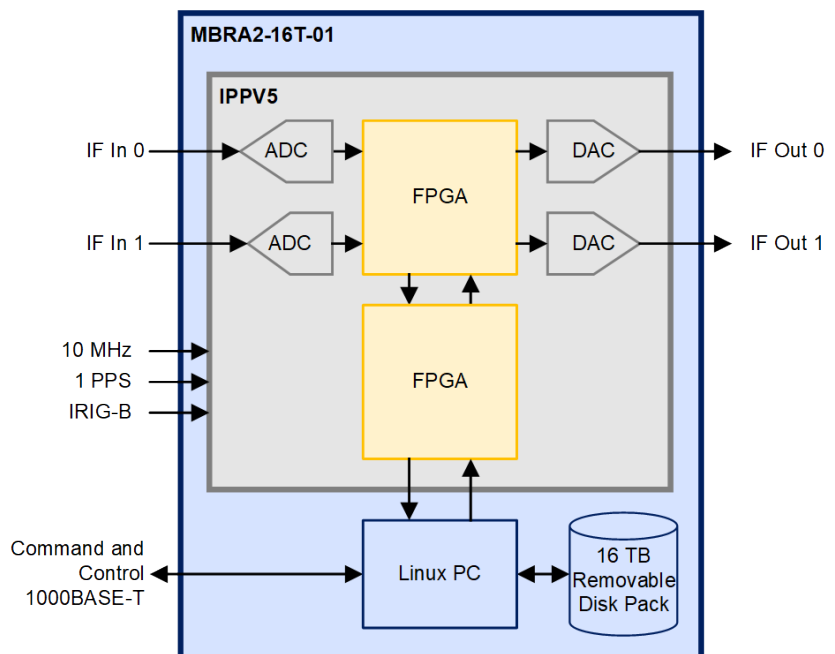 MBRA2-16T-01
IPPV5
IF In 0
ADC
FPGA
DAC
IF Out 0
IF In 1
ADC
DAC
IF Out 1
10 MHz
1 PPS
IRIG-B
FPGA
Command and
Control
1000BASE-T
Linux PC
16 TB
Removable
Disk Pack